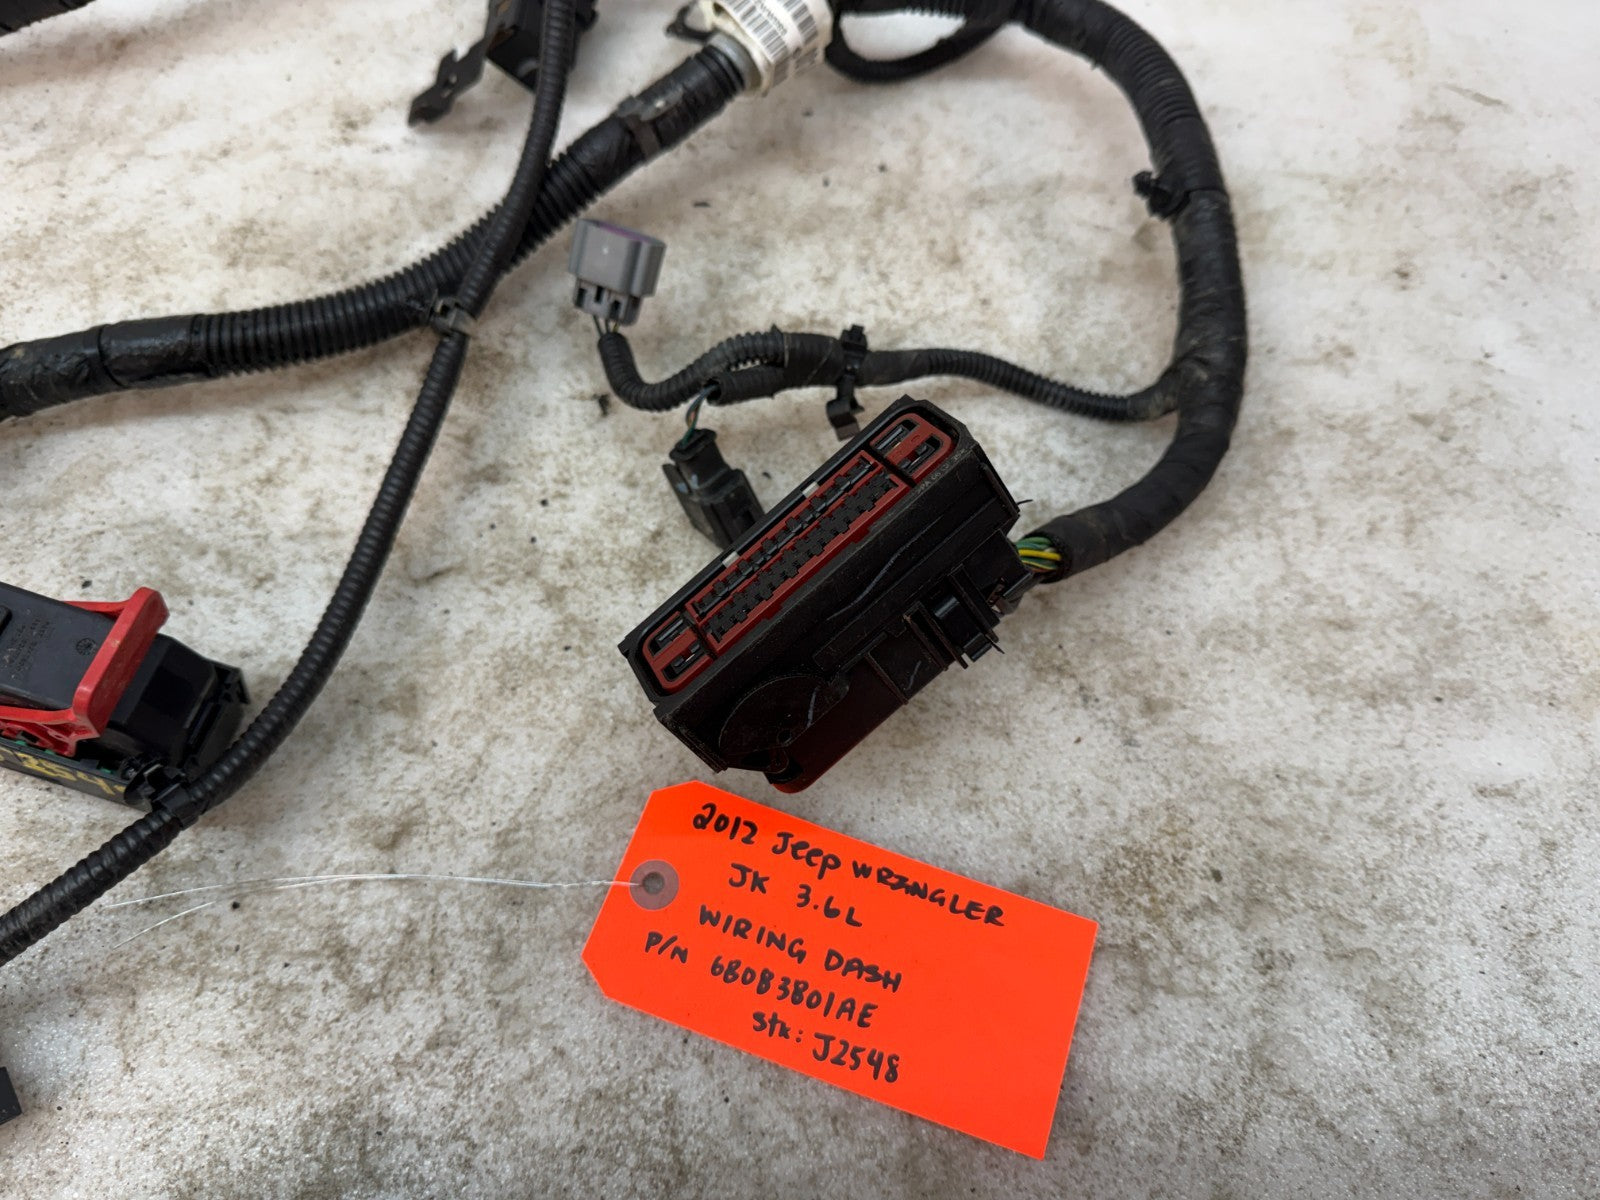 2012 Jeep WRANGLER
JK 3.6L
WIRING DASH
P/N 68083801AE
Stk: J2548